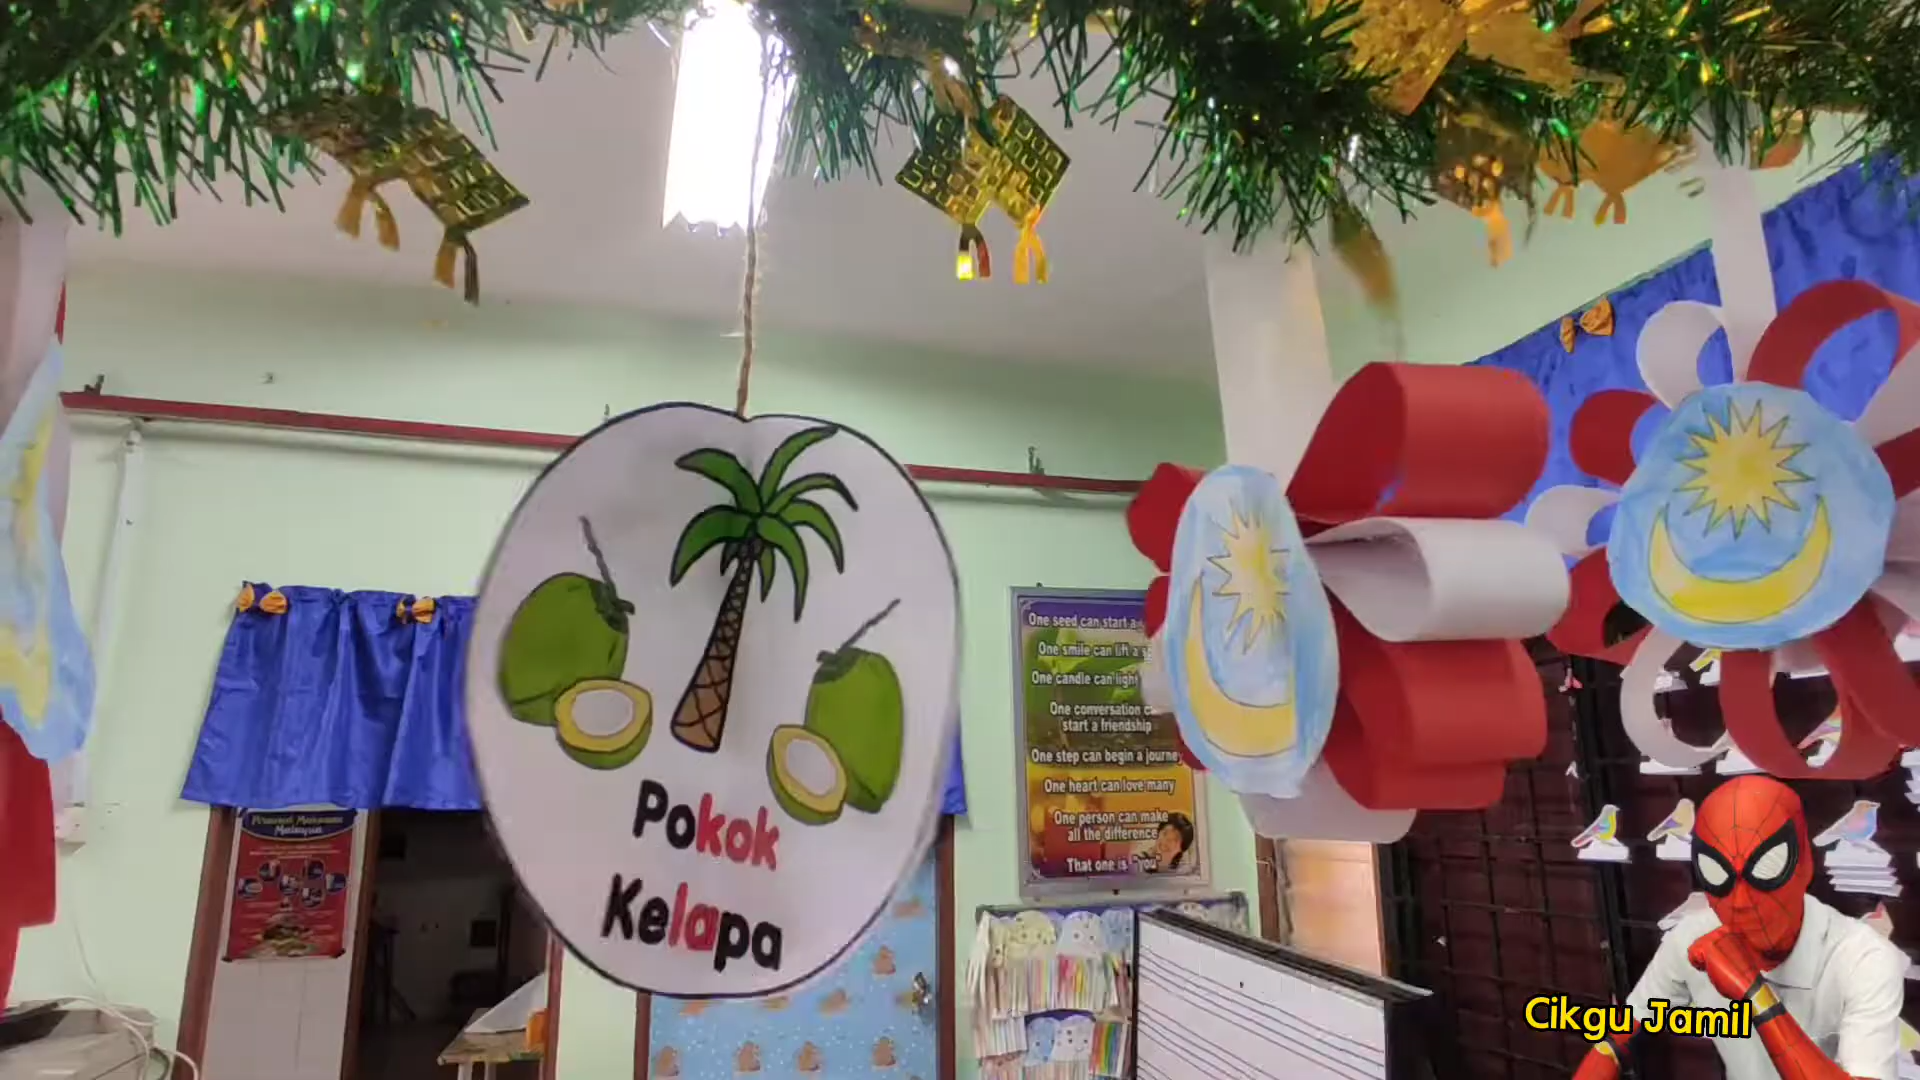 Pokok
Kelapa
One seed can start a
One smile can lift a
One candle can light
One conversation
start a friendship
One step can begin a
One heart can love many
One person can make
all the difference
That one is "you"
Malaysia
Cikgu Jamil